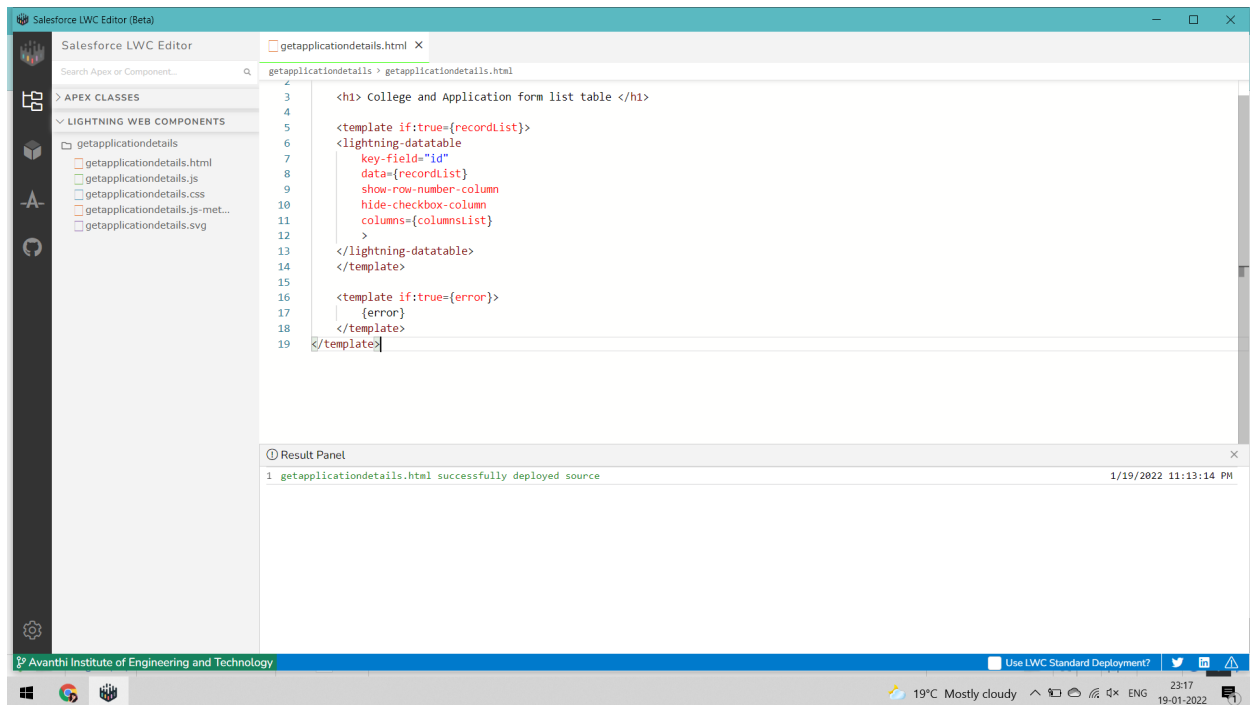 Salesforce LWC Editor (Beta)
Salesforce LWC Editor
getapplicationdetails.html
Search Apex or Component...
getapplicationdetails > getapplicationdetails.html
APEX CLASSES
LIGHTNING WEB COMPONENTS
getapplicationdetails
getapplicationdetails.html
getapplicationdetails.js
getapplicationdetails.css
getapplicationdetails.js-met...
getapplicationdetails.svg
2
3 <h1> College and Application form list table </h1>
4
5 <template if:true={recordList}>
6 <lightning-datatable
7 key-field="id"
8 data={recordList}
9 show-row-number-column
10 hide-checkbox-column
11 columns={columnsList}
12 >
13 </lightning-datatable>
14 </template>
15
16 <template if:true={error}>
17 {error}
18 </template>
19 </template>
Result Panel
1 getapplicationdetails.html successfully deployed source 1/19/2022 11:13:14 PM
Avanthi Institute of Engineering and Technology
Use LWC Standard Deployment?
19°C Mostly cloudy
ENG
23:17
19-01-2022
1